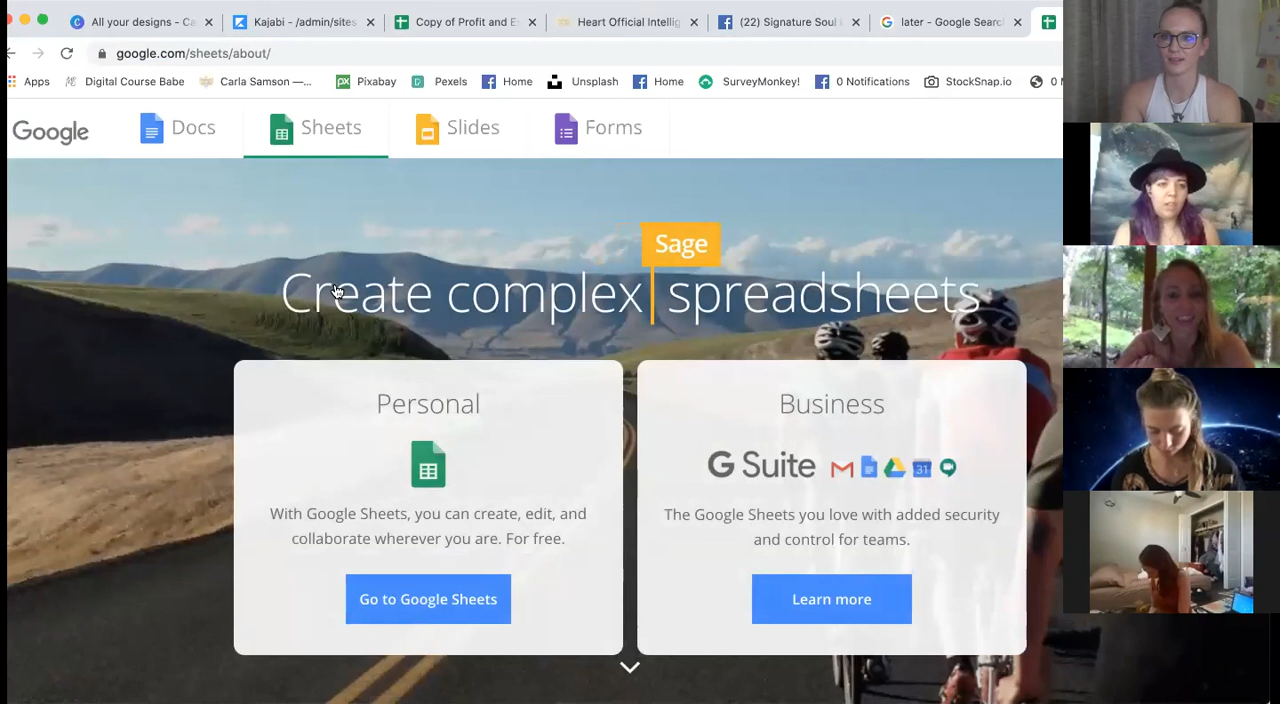 All your designs - Ca
Kajabi - /admin/sites
Copy of Profit and E
Heart Official Intellig
(22) Signature Soul
later - Google Searc
google.com/sheets/about/
Apps
Digital Course Babe
Carla Samson —...
px Pixabay
Pexels
Home
Unsplash
Home
SurveyMonkey!
0 Notifications
StockSnap.io
Google
Docs
Sheets
Slides
Forms
Sage
Create complex spreadsheets
Personal
With Google Sheets, you can create, edit, and
collaborate wherever you are. For free.
Go to Google Sheets
Business
G Suite
31
The Google Sheets you love with added security
and control for teams.
Learn more